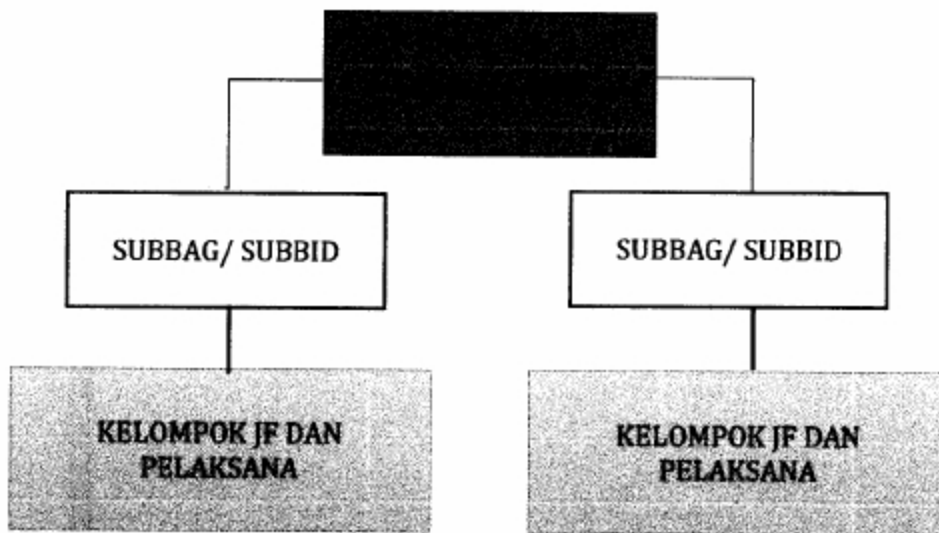 SUBBAG/ SUBBID
SUBBAG/ SUBBID
KELOMPOK JF DAN
PELAKSANA
KELOMPOK JF DAN
PELAKSANA